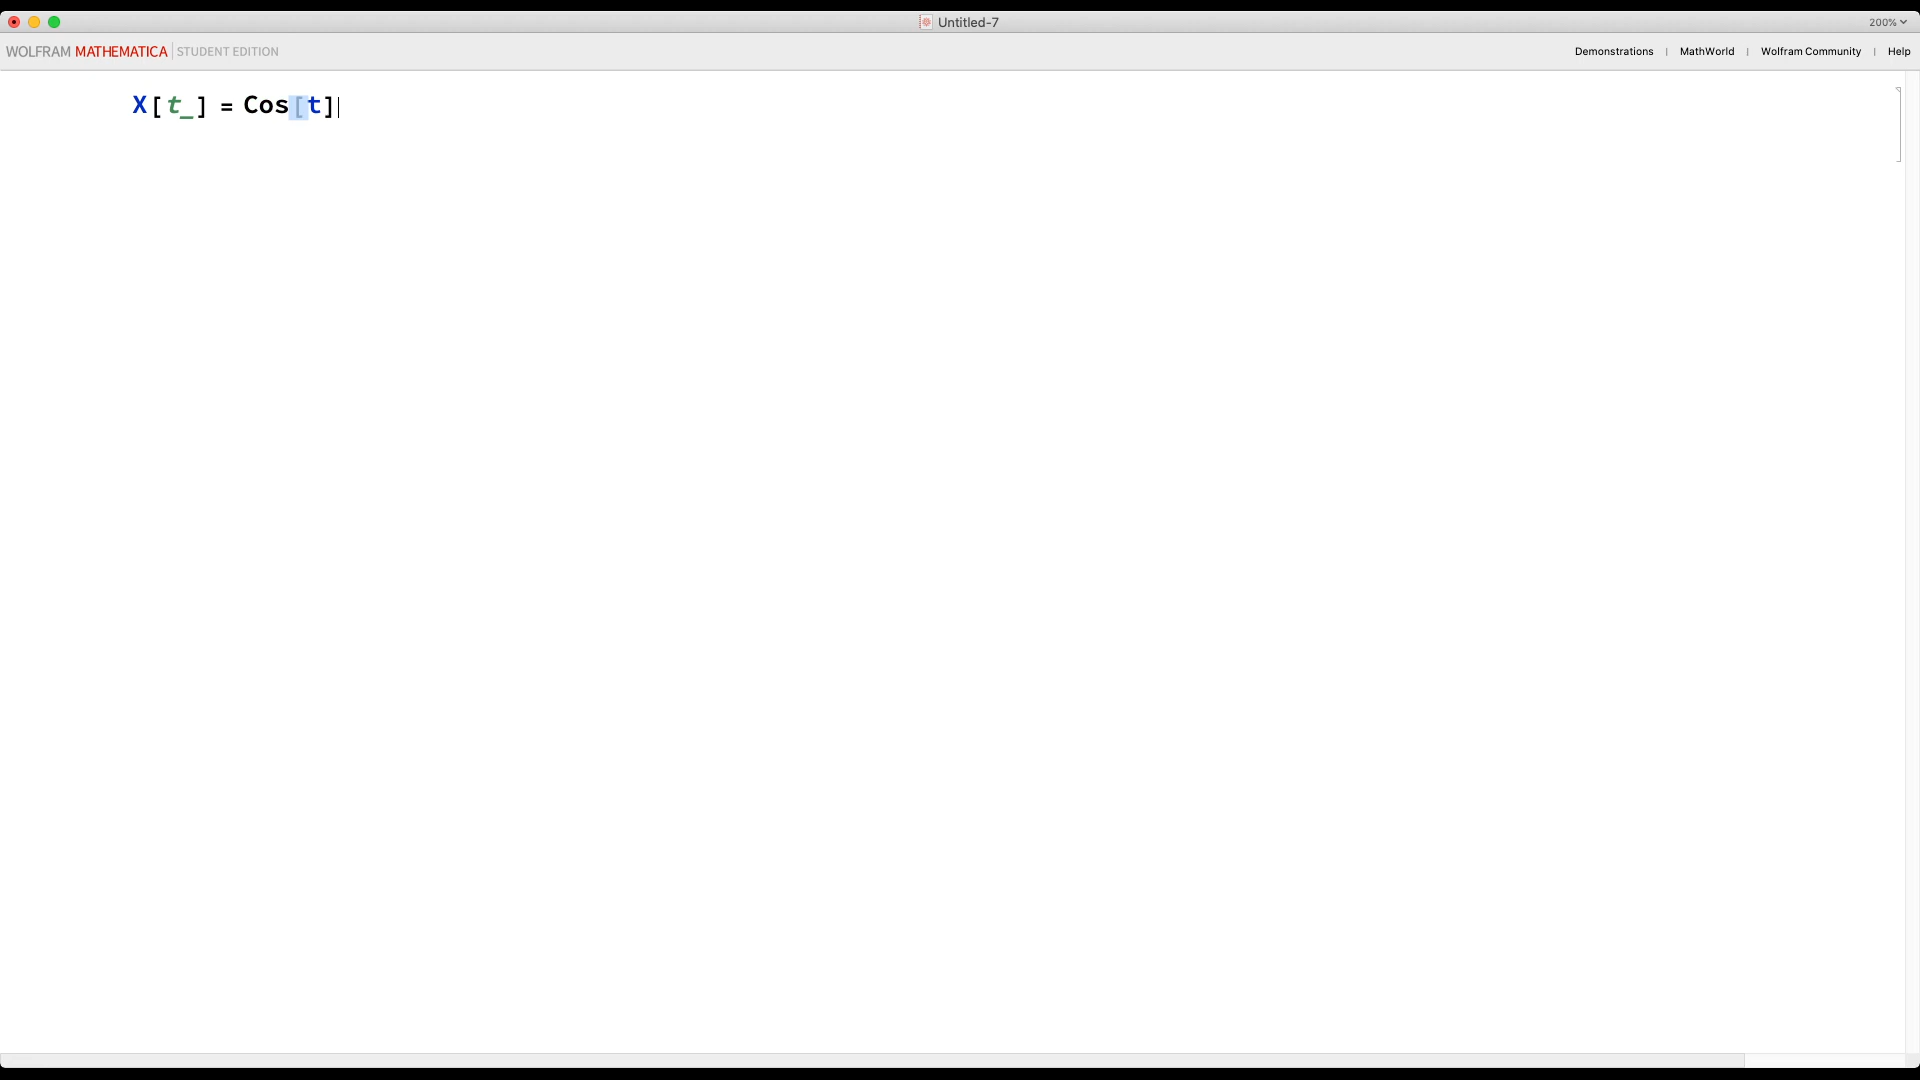 Untitled-7
200%
WOLFRAM MATHEMATICA STUDENT EDITION
Demonstrations | MathWorld | Wolfram Community | Help
X[t_] = Cos[t]